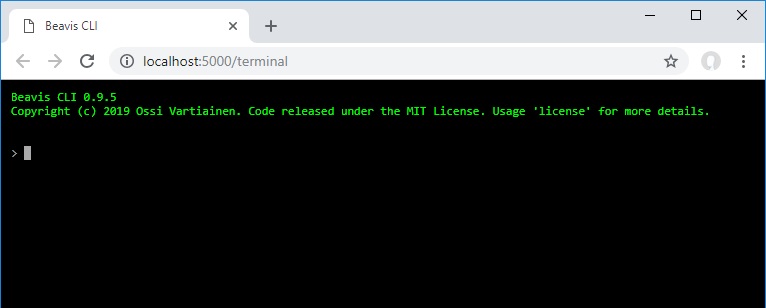 Beavis CLI
localhost:5000/terminal
Beavis CLI 0.9.5
Copyright (c) 2019 Ossi Vartiainen. Code released under the MIT License. Usage 'license' for more details.
>